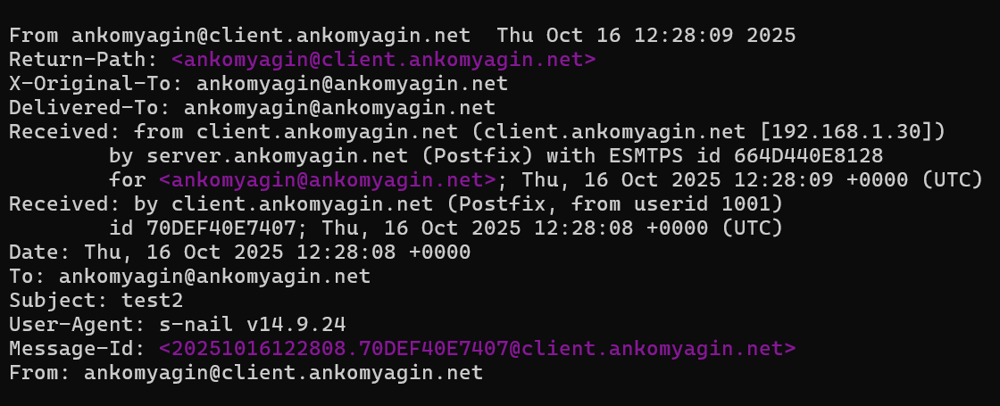 From ankomyagin@client.ankomyagin.net  Thu Oct 16 12:28:09 2025
Return-Path: <ankomyagin@client.ankomyagin.net>
X-Original-To: ankomyagin@ankomyagin.net
Delivered-To: ankomyagin@ankomyagin.net
Received: from client.ankomyagin.net (client.ankomyagin.net [192.168.1.30])
        by server.ankomyagin.net (Postfix) with ESMTPS id 664D440E8128
        for <ankomyagin@ankomyagin.net>; Thu, 16 Oct 2025 12:28:09 +0000 (UTC)
Received: by client.ankomyagin.net (Postfix, from userid 1001)
        id 70DEF40E7407; Thu, 16 Oct 2025 12:28:08 +0000 (UTC)
Date: Thu, 16 Oct 2025 12:28:08 +0000
To: ankomyagin@ankomyagin.net
Subject: test2
User-Agent: s-nail v14.9.24
Message-Id: <20251016122808.70DEF40E7407@client.ankomyagin.net>
From: ankomyagin@client.ankomyagin.net